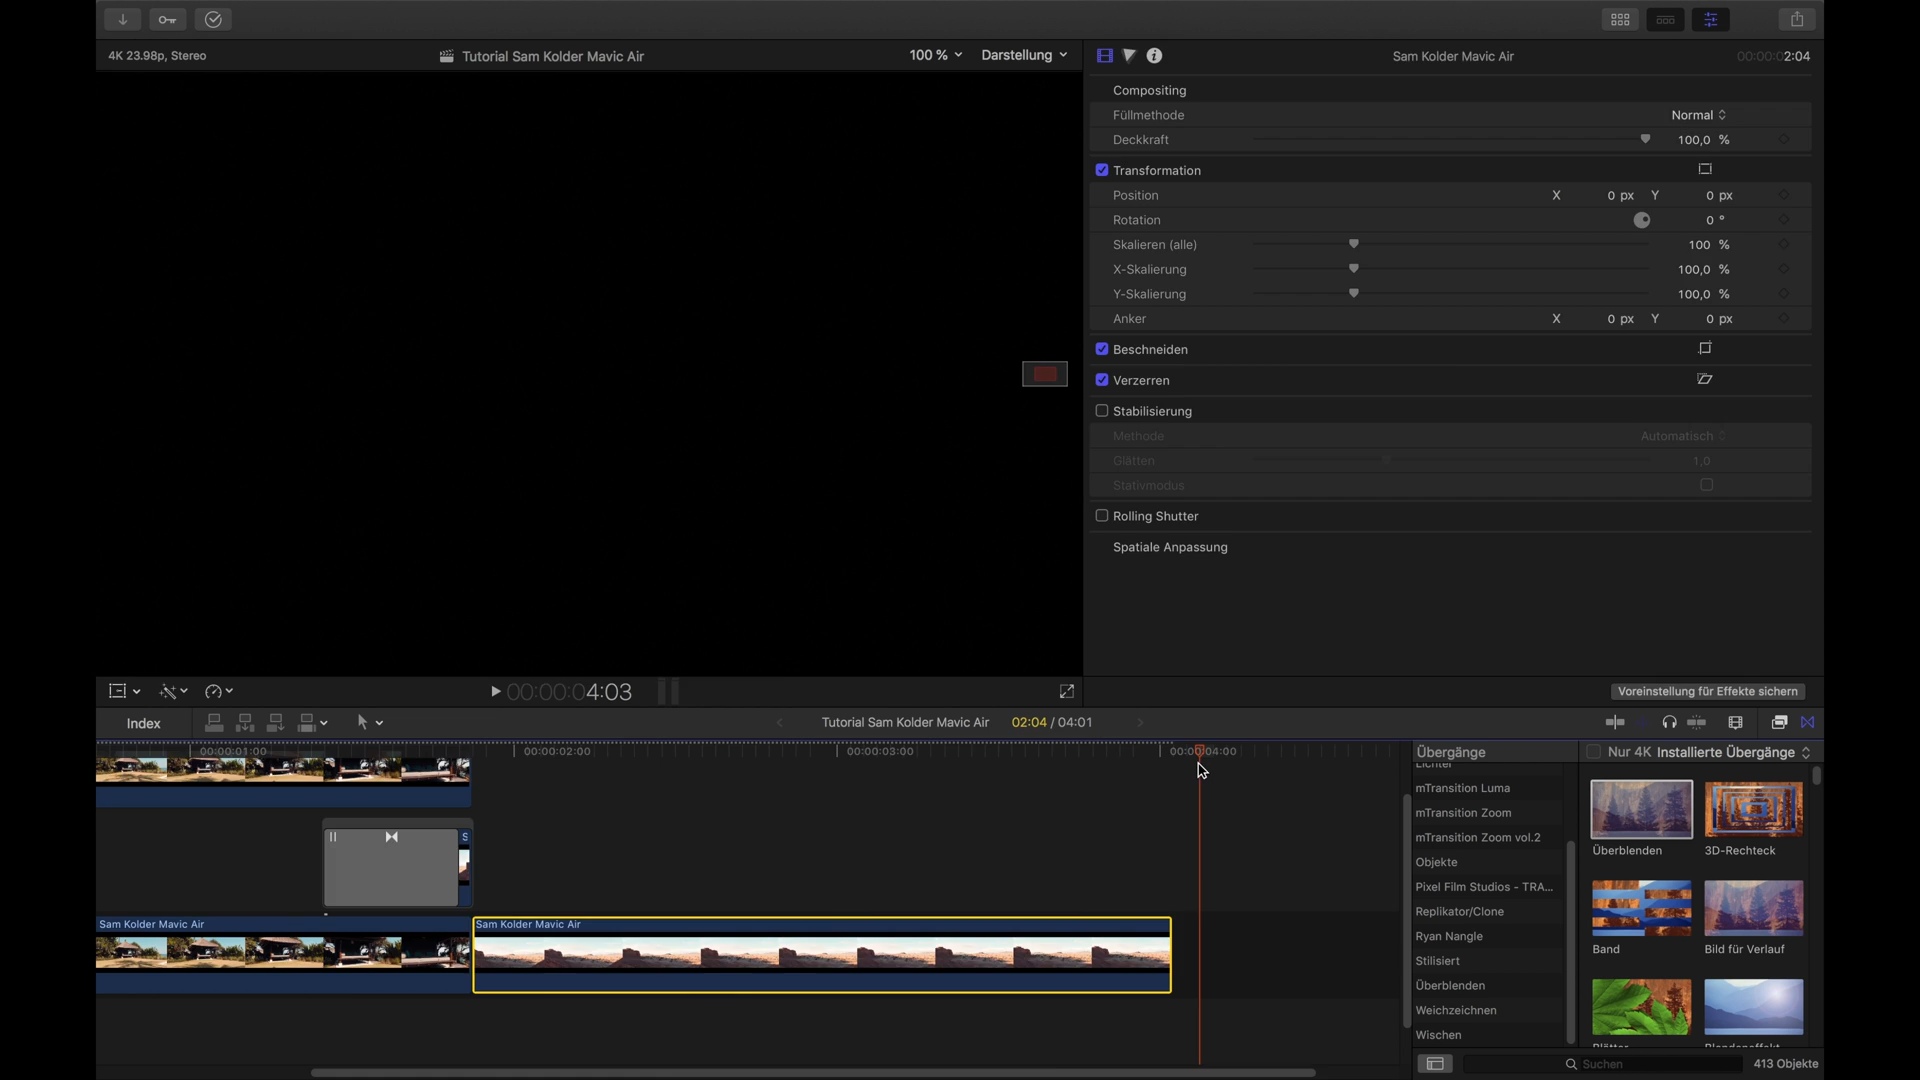 4K 23.98p, Stereo
Tutorial Sam Kolder Mavic Air
100 %
Darstellung
Sam Kolder Mavic Air
00:00:02:04
Compositing
Füllmethode
Normal
Deckkraft
100,0 %
Transformation
Position
X 0 px Y 0 px
Rotation
0 °
Skalieren (alle)
100 %
X-Skalierung
100,0 %
Y-Skalierung
100,0 %
Anker
X 0 px Y 0 px
Beschneiden
Verzerren
Stabilisierung
Methode
Automatisch
Glätten
1,0
Stativmodus
Rolling Shutter
Spatiale Anpassung
00:00:04:03
Voreinstellung für Effekte sichern
Index
Tutorial Sam Kolder Mavic Air
02:04 / 04:01
00:00:01:00
00:00:02:00
00:00:03:00
00:00:04:00
S
Sam Kolder Mavic Air
Sam Kolder Mavic Air
Übergänge
Lichter
mTransition Luma
mTransition Zoom
mTransition Zoom vol.2
Objekte
Pixel Film Studios - TRA...
Replikator/Clone
Ryan Nangle
Stilisiert
Überblenden
Weichzeichnen
Wischen
Nur 4K
Installierte Übergänge
Überblenden
3D-Rechteck
Band
Bild für Verlauf
Blätter
Blendeneffekt
Suchen
413 Objekte